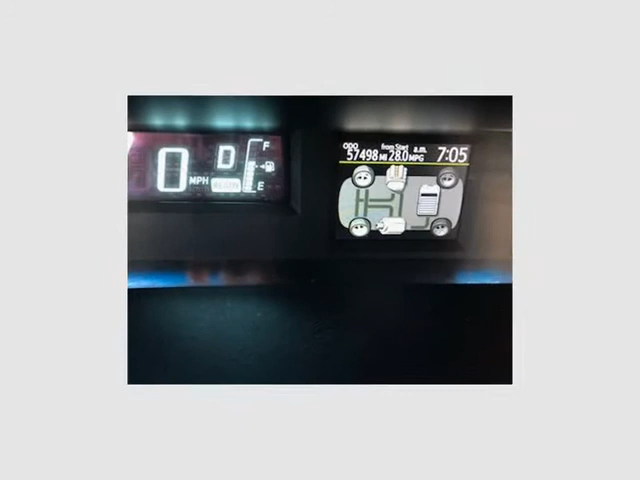 0 MPH
D
F
E
ODO from Start a.m.
57498 MI 28.0 MPG 7:05